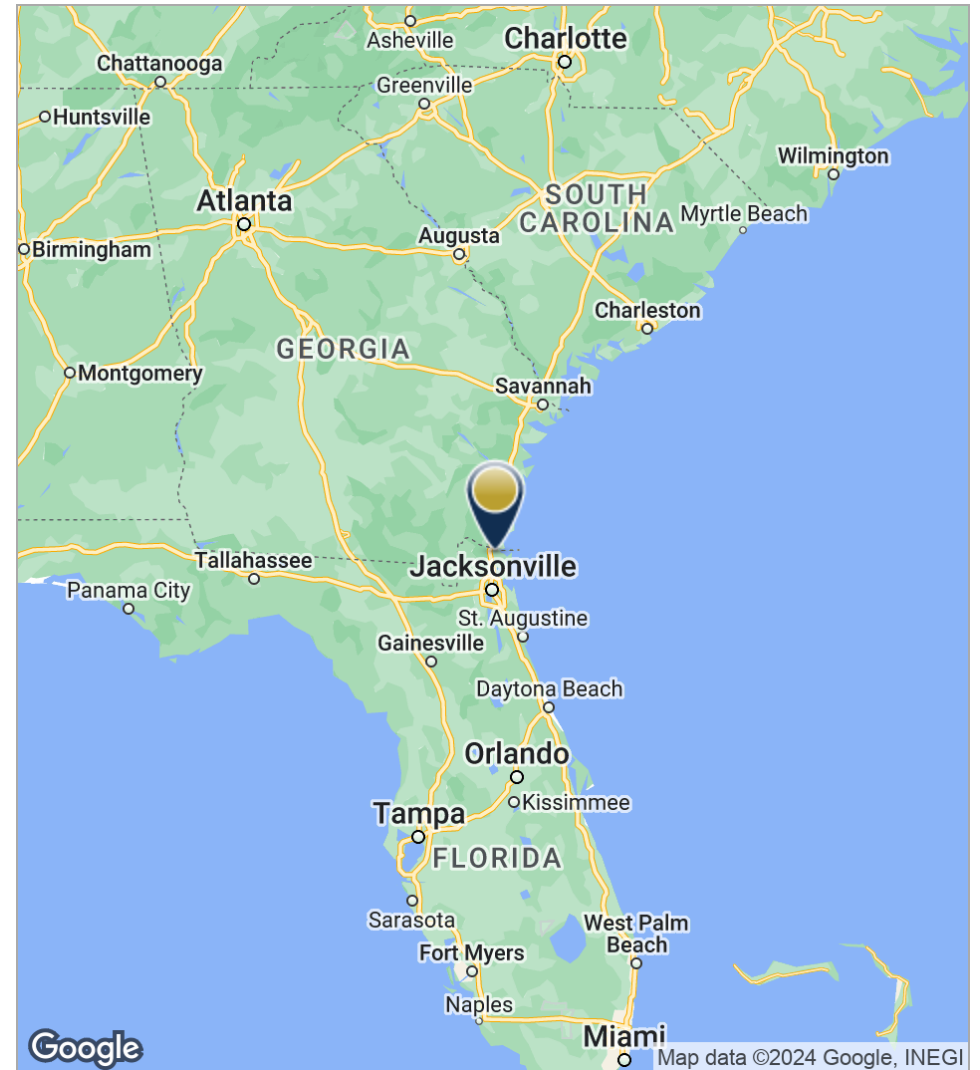 Asheville
Charlotte
Chattanooga
Greenville
Huntsville
Wilmington
Atlanta
SOUTH
CAROLINA
Myrtle Beach
Augusta
Birmingham
Charleston
GEORGIA
Montgomery
Savannah
Tallahassee
Jacksonville
Panama City
St. Augustine
Gainesville
Daytona Beach
Orlando
Kissimmee
Tampa
FLORIDA
Sarasota
West Palm
Beach
Fort Myers
Naples
Miami
Google
Map data ©2024 Google, INEGI